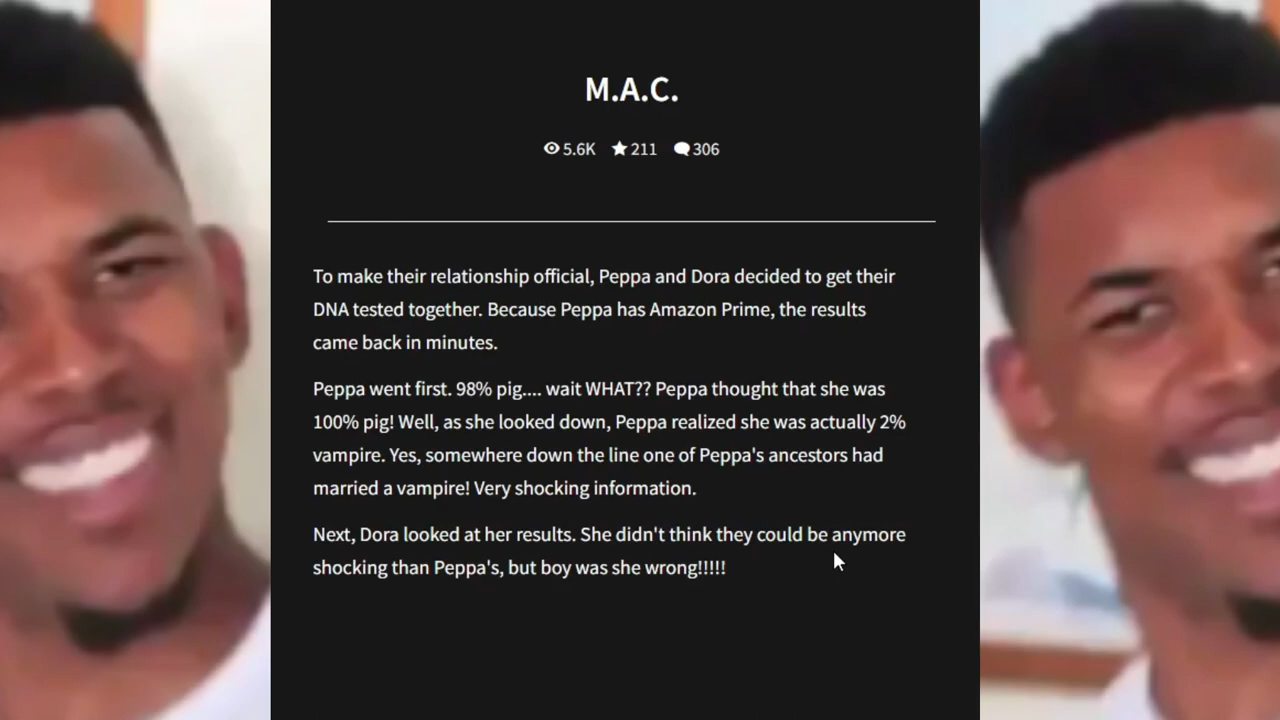 M.A.C.
5.6K 211 306
To make their relationship official, Peppa and Dora decided to get their
DNA tested together. Because Peppa has Amazon Prime, the results
came back in minutes.
Peppa went first. 98% pig.... wait WHAT?? Peppa thought that she was
100% pig! Well, as she looked down, Peppa realized she was actually 2%
vampire. Yes, somewhere down the line one of Peppa's ancestors had
married a vampire! Very shocking information.
Next, Dora looked at her results. She didn't think they could be anymore
shocking than Peppa's, but boy was she wrong!!!!!